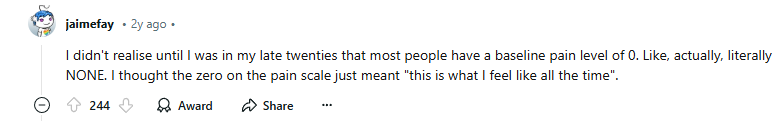 jaimefay • 2y ago •
I didn't realise until I was in my late twenties that most people have a baseline pain level of 0. Like, actually, literally
NONE. I thought the zero on the pain scale just meant "this is what I feel like all the time".
244 Award Share ...